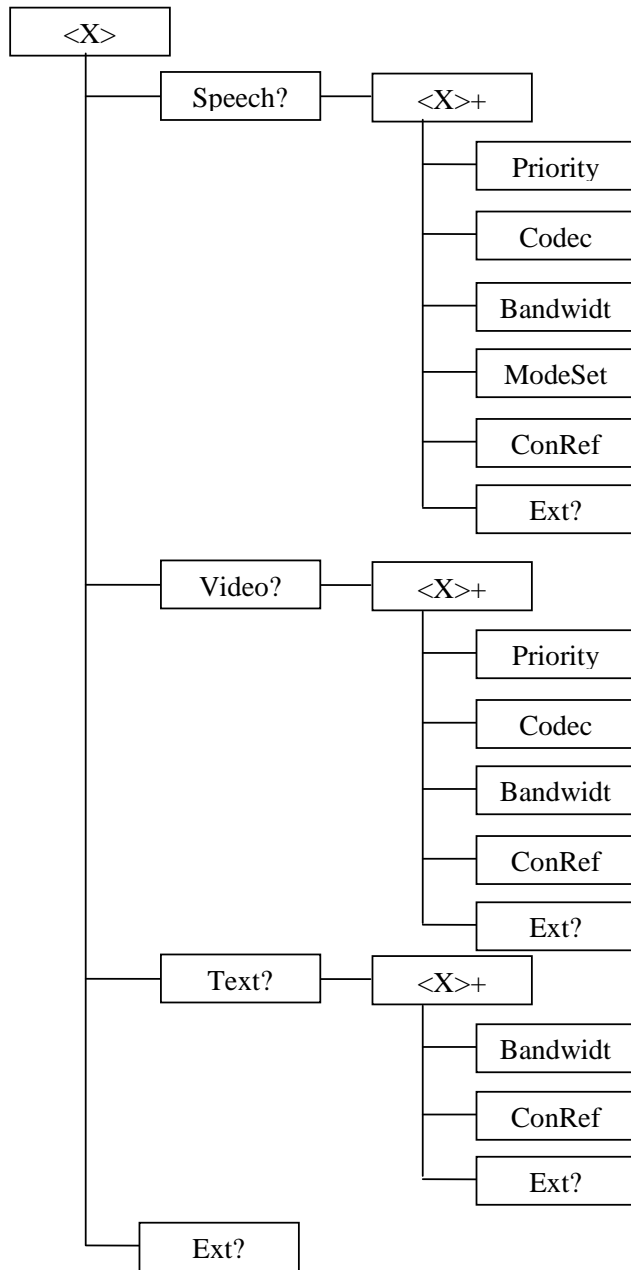 <X>
Speech?
<X>+
Priority
Codec
Bandwidt
ModeSet
ConRef
Ext?
Video?
<X>+
Priority
Codec
Bandwidt
ConRef
Ext?
Text?
<X>+
Bandwidt
ConRef
Ext?
Ext?